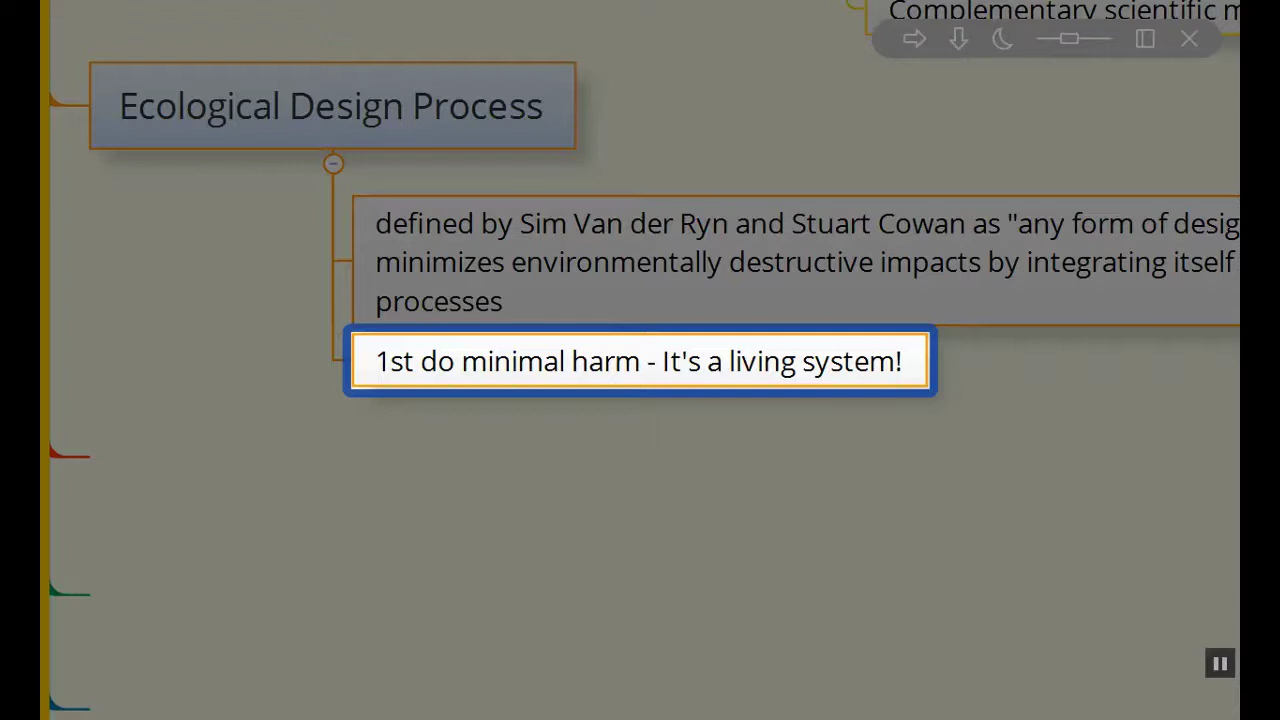 Complementary scientific m
Ecological Design Process
defined by Sim Van der Ryn and Stuart Cowan as "any form of desig
minimizes environmentally destructive impacts by integrating itself
processes
1st do minimal harm - It's a living system!